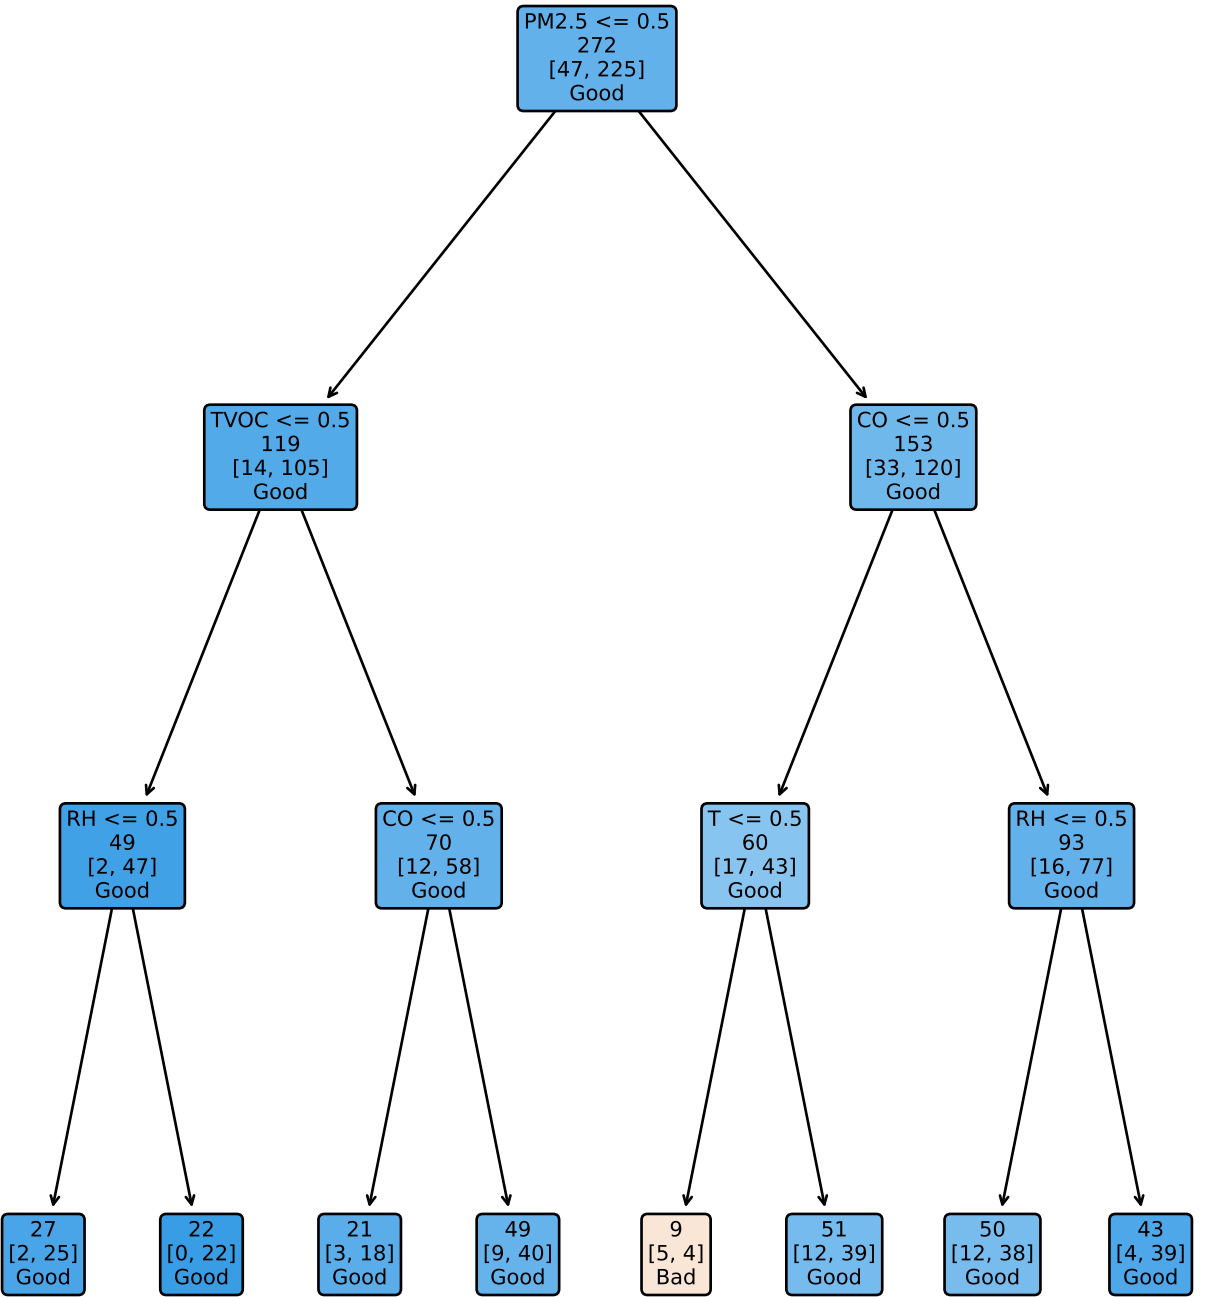 PM2.5 <= 0.5
272
[47, 225]
Good
TVOC <= 0.5
119
[14, 105]
Good
CO <= 0.5
153
[33, 120]
Good
RH <= 0.5
49
[2, 47]
Good
CO <= 0.5
70
[12, 58]
Good
T <= 0.5
60
[17, 43]
Good
RH <= 0.5
93
[16, 77]
Good
27
[2, 25]
Good
22
[0, 22]
Good
21
[3, 18]
Good
49
[9, 40]
Good
9
[5, 4]
Bad
51
[12, 39]
Good
50
[12, 38]
Good
43
[4, 39]
Good